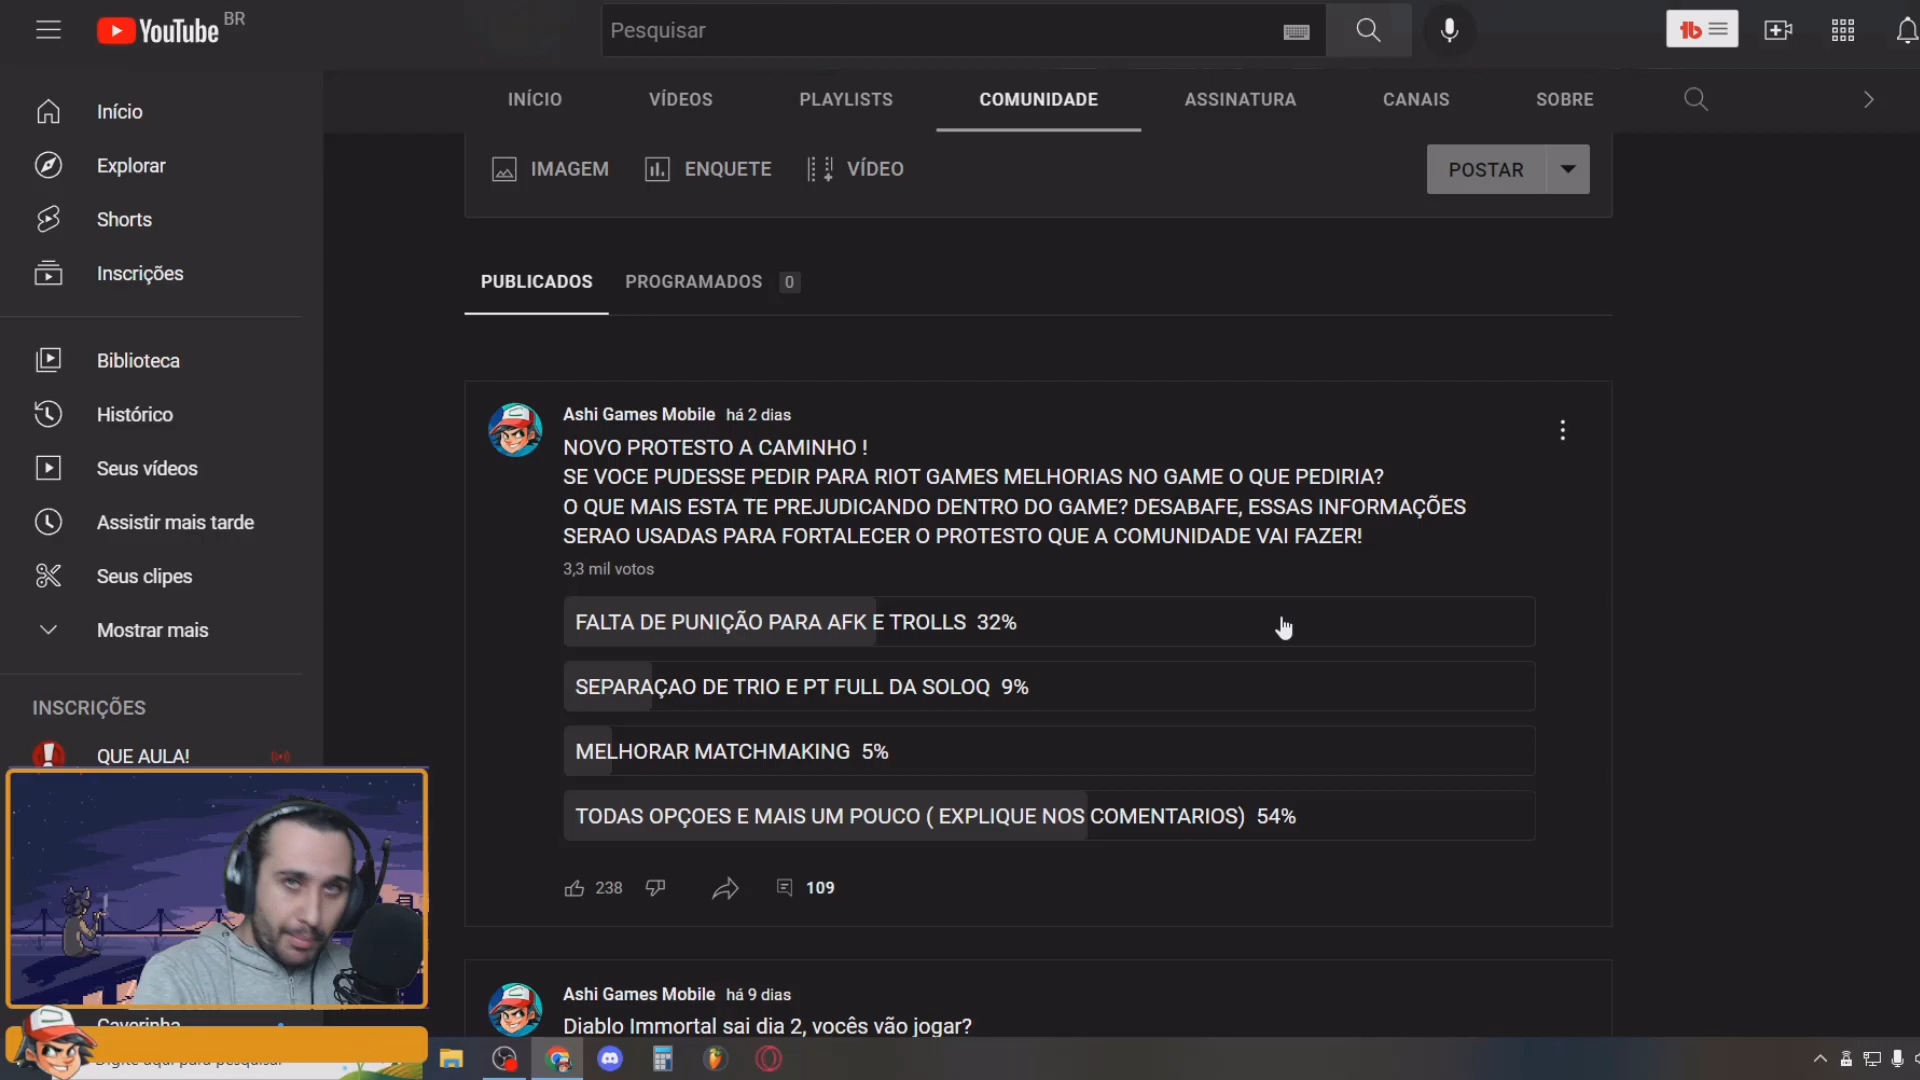 YouTube BR
Pesquisar
Início
Explorar
Shorts
Inscrições
Biblioteca
Histórico
Seus vídeos
Assistir mais tarde
Seus clipes
Mostrar mais
INSCRIÇÕES
QUE AULA!
Caverinha
Digite aqui para pesquisar
INÍCIO VÍDEOS PLAYLISTS COMUNIDADE ASSINATURA CANAIS SOBRE
IMAGEM ENQUETE VÍDEO POSTAR
PUBLICADOS PROGRAMADOS 0
Ashi Games Mobile há 2 dias
NOVO PROTESTO A CAMINHO !
SE VOCE PUDESSE PEDIR PARA RIOT GAMES MELHORIAS NO GAME O QUE PEDIRIA?
O QUE MAIS ESTA TE PREJUDICANDO DENTRO DO GAME? DESABAFE, ESSAS INFORMAÇÕES
SERAO USADAS PARA FORTALECER O PROTESTO QUE A COMUNIDADE VAI FAZER!
3,3 mil votos
FALTA DE PUNIÇÃO PARA AFK E TROLLS 32%
SEPARAÇAO DE TRIO E PT FULL DA SOLOQ 9%
MELHORAR MATCHMAKING 5%
TODAS OPÇOES E MAIS UM POUCO ( EXPLIQUE NOS COMENTARIOS) 54%
238 109
Ashi Games Mobile há 9 dias
Diablo Immortal sai dia 2, vocês vão jogar?